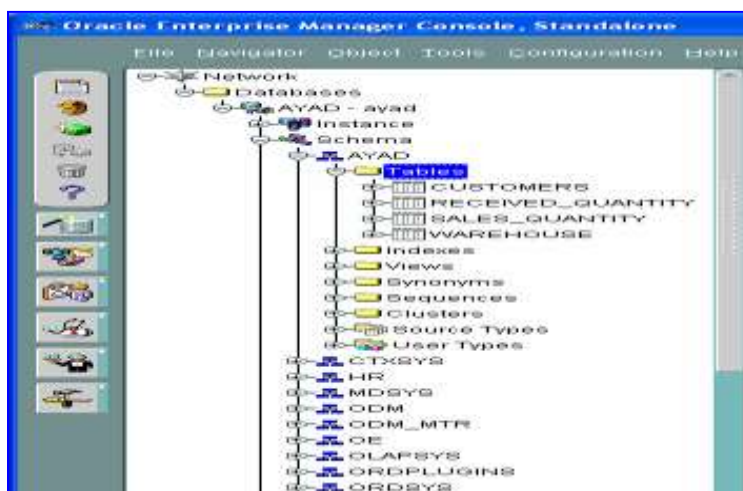 Oracle Enterprise Manager Console, Standalone
File Navigator Object Tools Configuration Help
Network
Databases
AYAD - ayad
Instance
Schema
AYAD
Tables
CUSTOMERS
RECEIVED_QUANTITY
SALES_QUANTITY
WAREHOUSE
Indexes
Views
Synonyms
Sequences
Clusters
Source Types
User Types
CTXSYS
HR
MDSYS
ODM
ODM_MTR
OE
OLAPSYS
ORDPLUGINS
ORDSYS